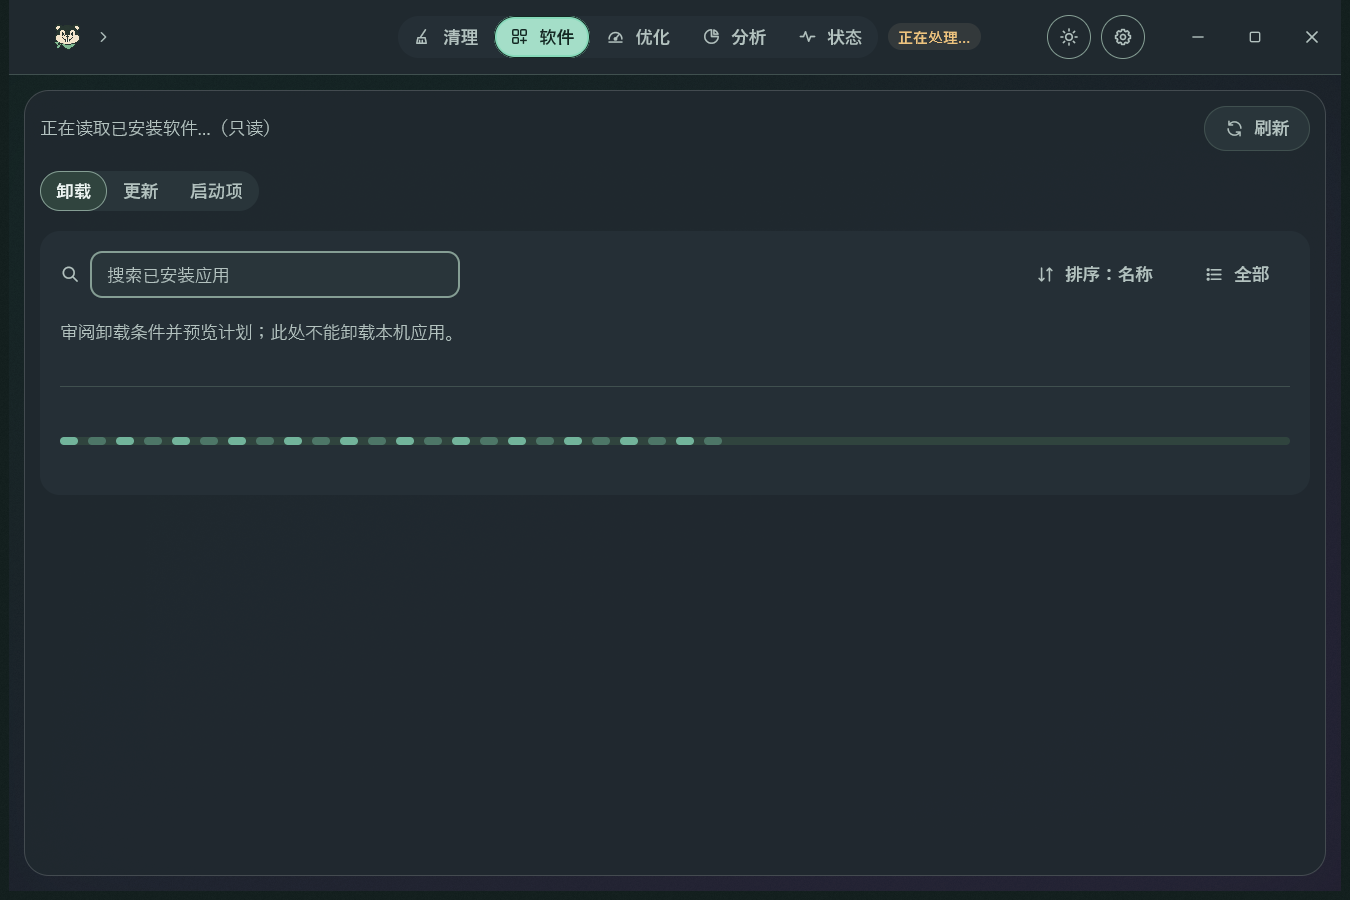 清理 软件 优化 分析 状态 正在处理...
正在读取已安装软件...（只读） 刷新
卸载 更新 启动项
搜索已安装应用 排序：名称 全部
审阅卸载条件并预览计划；此处不能卸载本机应用。